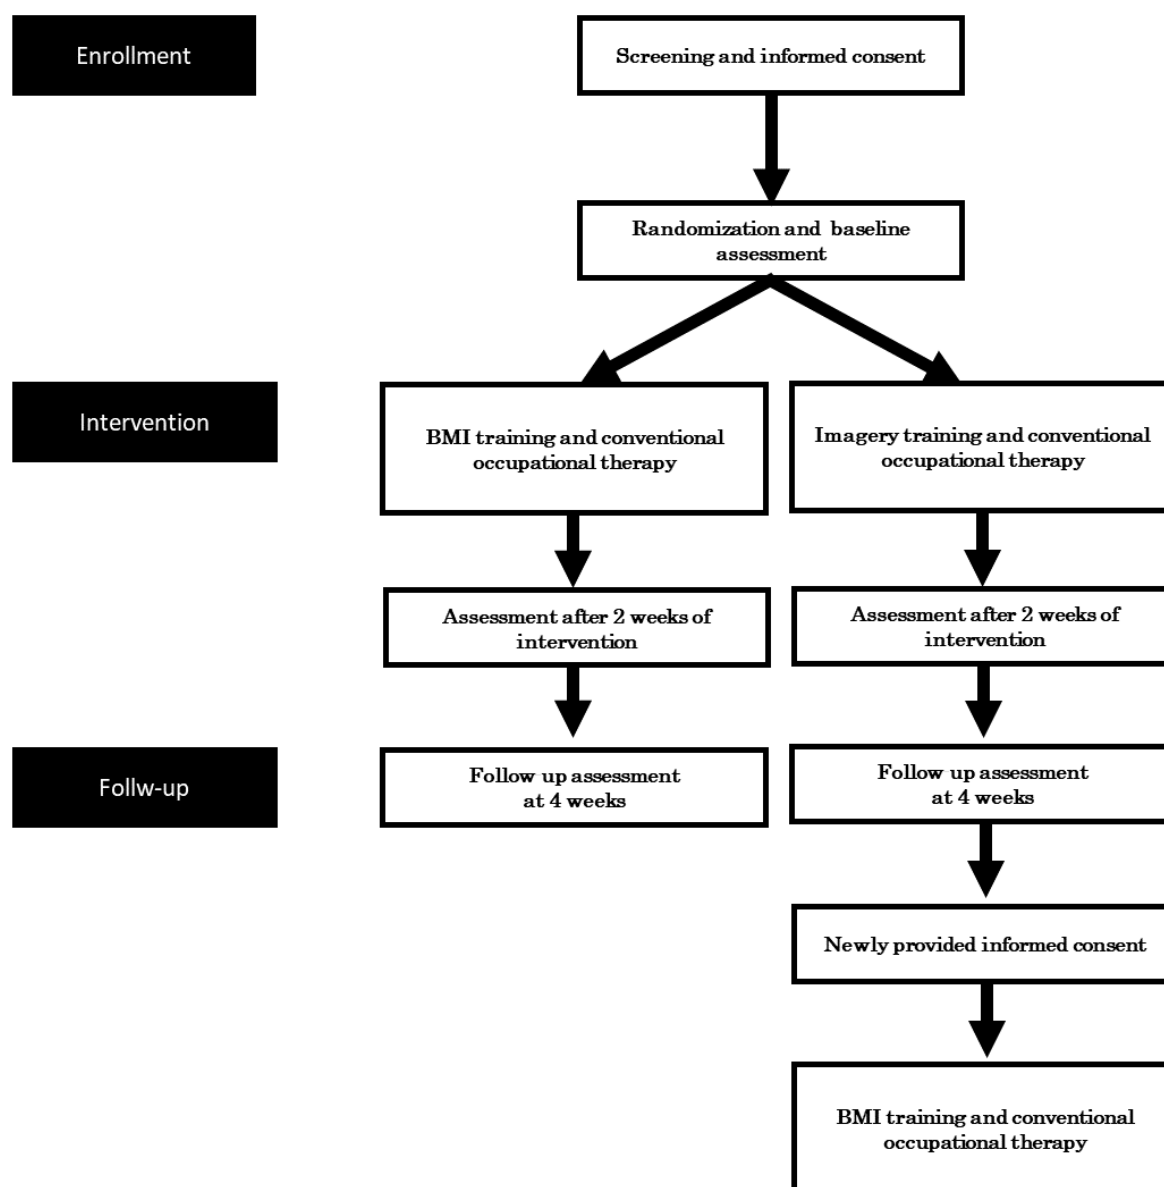 Enrollment
Screening and informed consent
Randomization and baseline
assessment
Intervention
BMI training and conventional
occupational therapy
Imagery training and conventional
occupational therapy
Assessment after 2 weeks of
intervention
Assessment after 2 weeks of
intervention
Follw-up
Follow up assessment
at 4 weeks
Follow up assessment
at 4 weeks
Newly provided informed consent
BMI training and conventional
occupational therapy